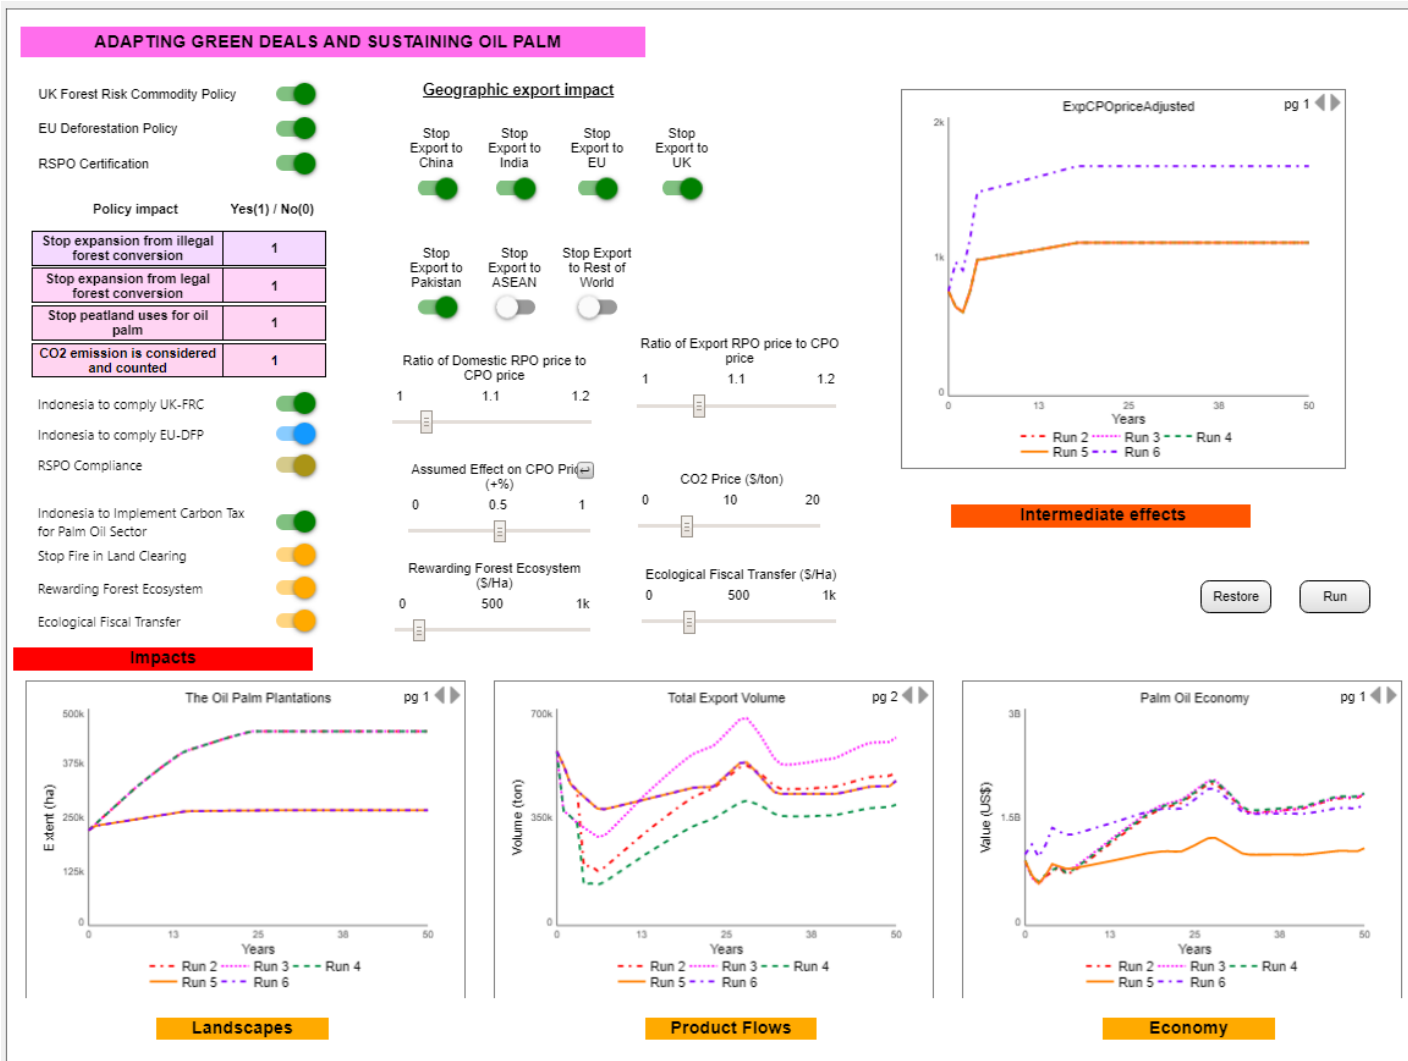 ADAPTING GREEN DEALS AND SUSTAINING OIL PALM
UK Forest Risk Commodity Policy
EU Deforestation Policy
RSPO Certification
Policy impact Yes(1) / No(0)
Stop expansion from illegal
forest conversion
1
Stop expansion from legal
forest conversion
1
Stop peatland uses for oil
palm
1
CO2 emission is considered
and counted
1
Indonesia to comply UK-FRC
Indonesia to comply EU-DFP
RSPO Compliance
Indonesia to Implement Carbon Tax
for Palm Oil Sector
Stop Fire in Land Clearing
Rewarding Forest Ecosystem
Ecological Fiscal Transfer
Geographic export impact
Stop
Export to
China
Stop
Export to
India
Stop
Export to
EU
Stop
Export to
UK
Stop
Export to
Pakistan
Stop
Export to
ASEAN
Stop Export
to Rest of
World
Ratio of Domestic RPO price to
CPO price
1 1.1 1.2
Ratio of Export RPO price to CPO
price
1 1.1 1.2
Assumed Effect on CPO Pric
(+%)
0 0.5 1
CO2 Price ($/ton)
0 10 20
Rewarding Forest Ecosystem
($/Ha)
0 500 1k
Ecological Fiscal Transfer ($/Ha)
0 500 1k
ExpCPOpriceAdjusted
pg 1
2k
1k
0
0 13 25 38 50
Years
Run 2 Run 3 Run 4
Run 5 Run 6
Intermediate effects
Restore
Run
Impacts
The Oil Palm Plantations
pg 1
500k
375k
250k
125k
0
Extent (ha)
0 13 25 38 50
Years
Run 2 Run 3 Run 4
Run 5 Run 6
Total Export Volume
pg 2
700k
350k
0
Volume (ton)
0 13 25 38 50
Years
Run 2 Run 3 Run 4
Run 5 Run 6
Palm Oil Economy
pg 1
3B
1.5B
0
Value (US$)
0 13 25 38 50
Years
Run 2 Run 3 Run 4
Run 5 Run 6
Landscapes
Product Flows
Economy